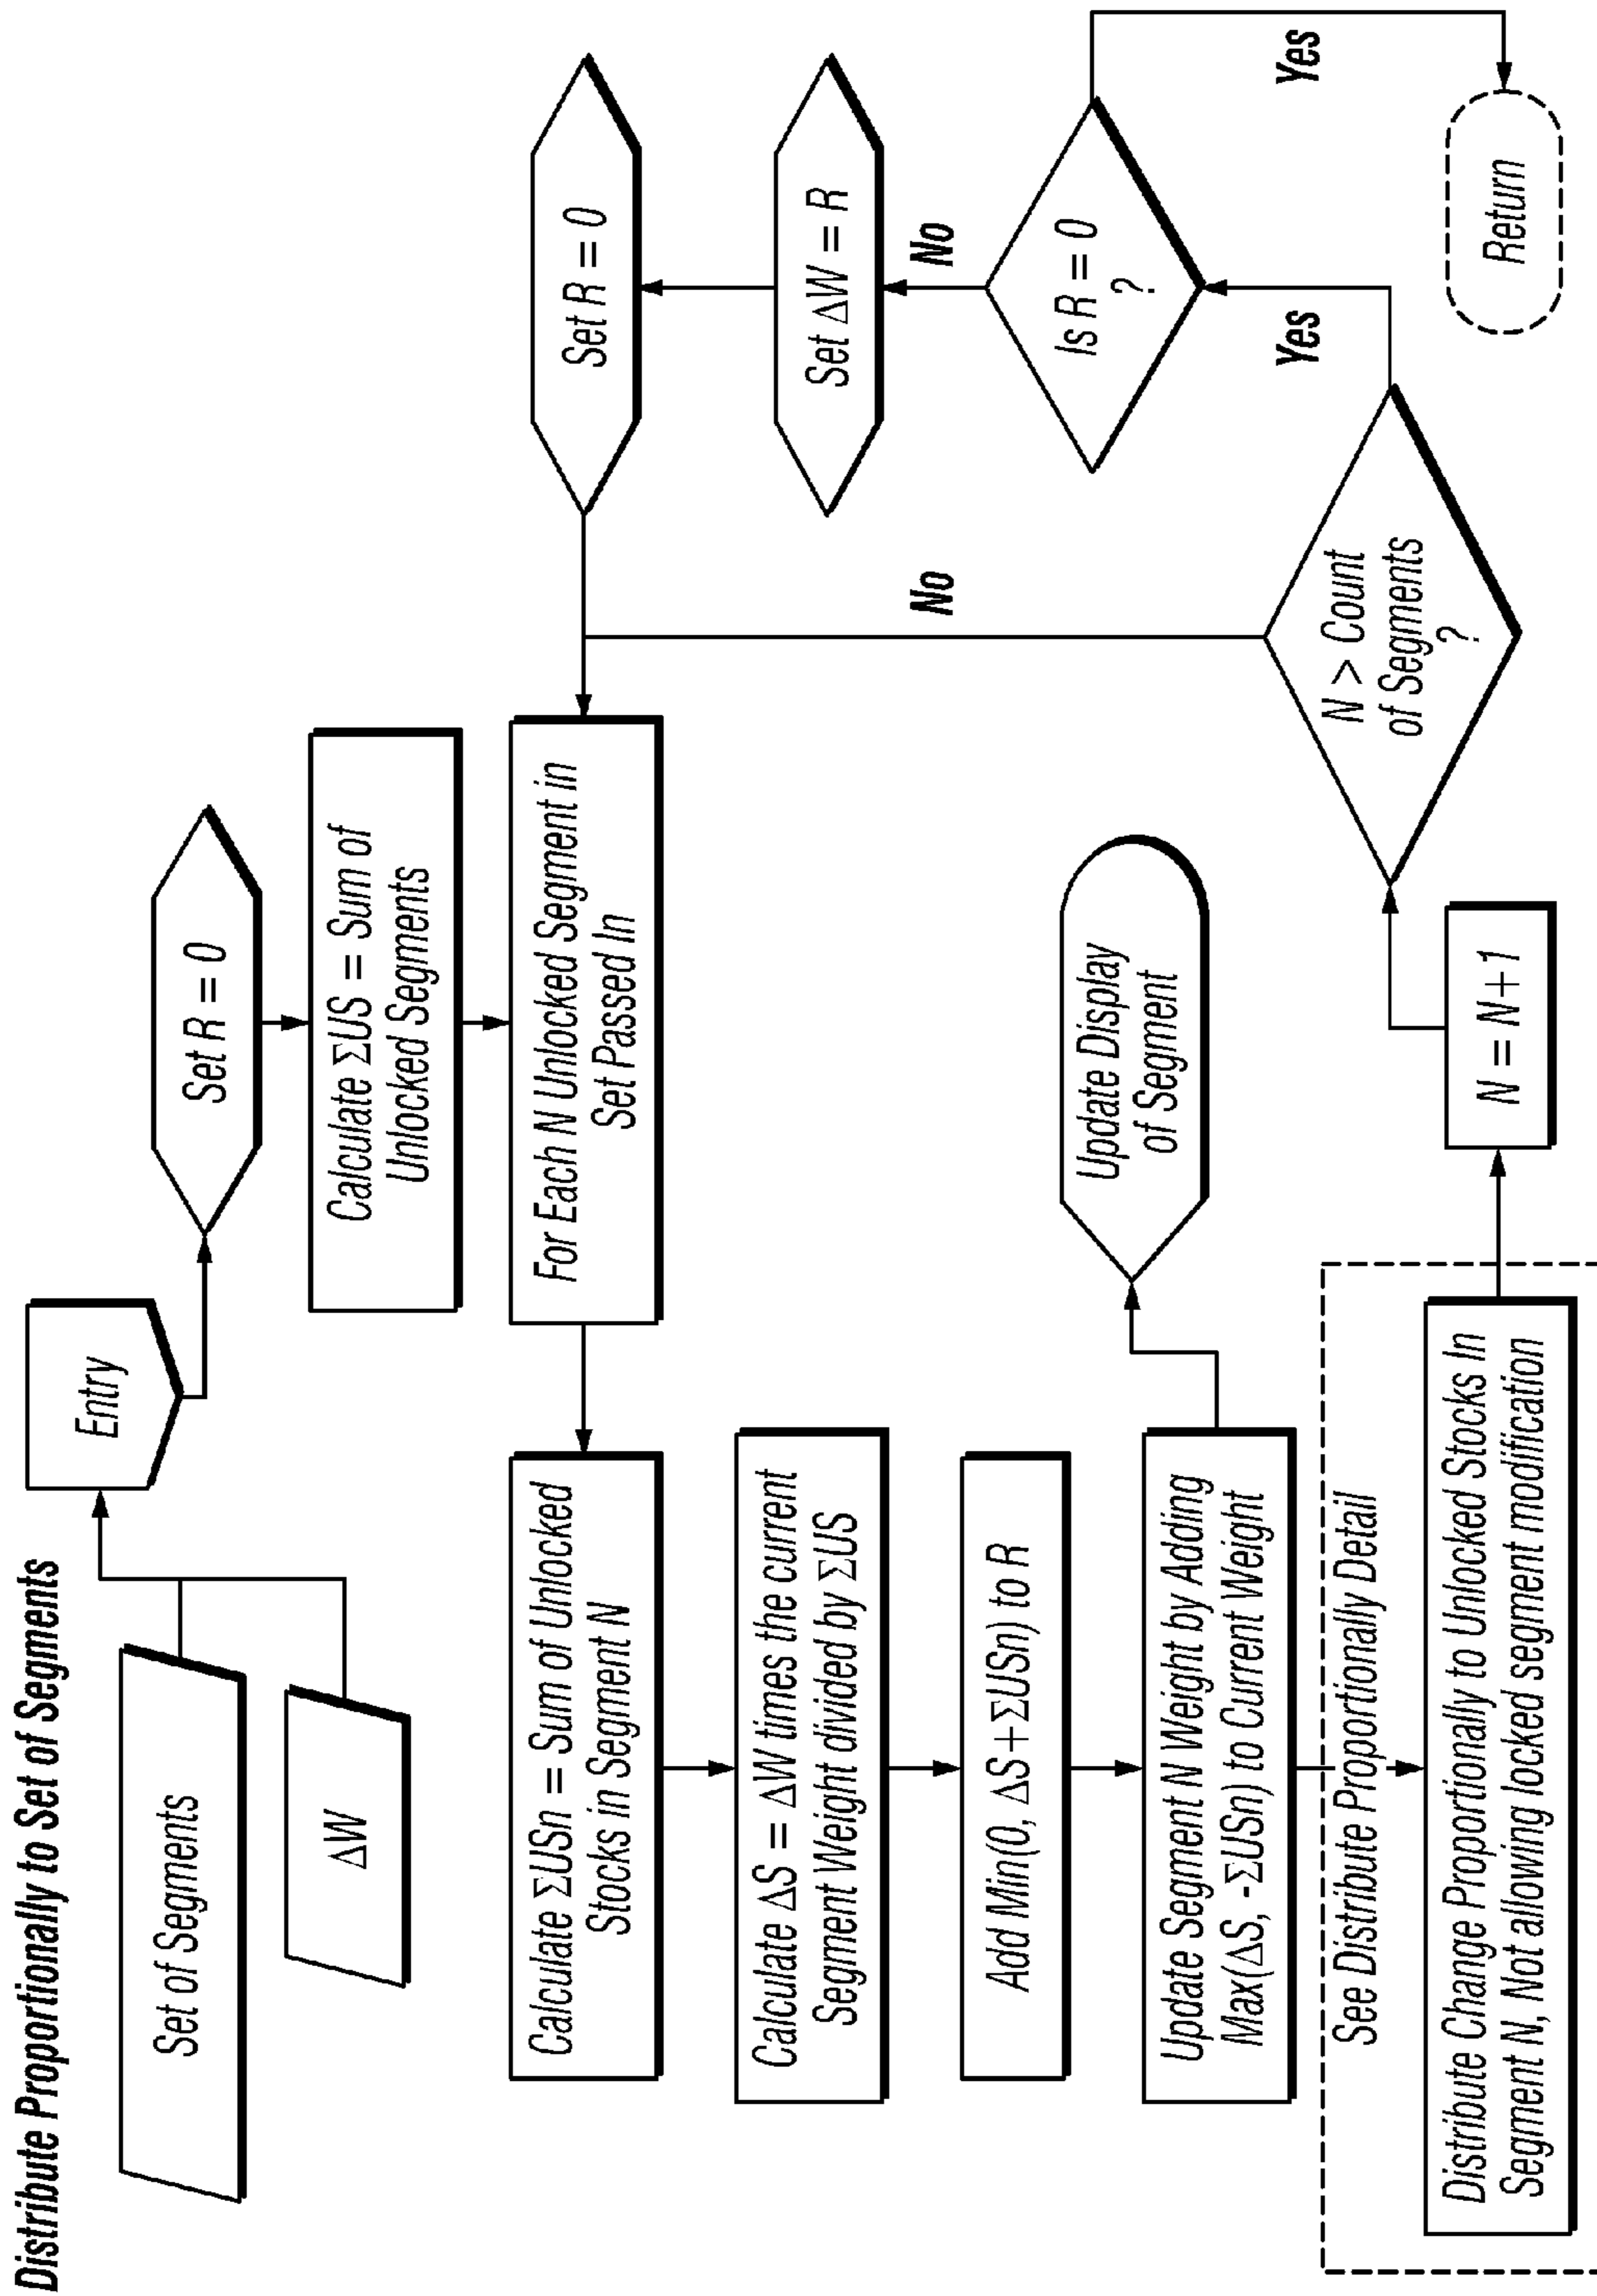 Distribute Proportionally to Set of Segments
Set of Segments
ΔW
Entry
Set R = 0
Calculate ΣUS = Sum of
Unlocked Segments
For Each N Unlocked Segment in
Set Passed In
Calculate ΣUSn = Sum of Unlocked
Stocks in Segment N
Calculate ΔS = ΔW times the current
Segment Weight divided by ΣUS
Add Min(0, ΔS+ΣUSn) to R
Update Segment N Weight by Adding
Max(ΔS, -ΣUSn) to Current Weight
Update Display
of Segment
See Distribute Proportionally Detail
Distribute Change Proportionally to Unlocked Stocks In
Segment N, Not allowing locked segment modification
N = N+1
N > Count
of Segments
?
No
Yes
Is R = 0
?
No
Yes
Set ΔW = R
Set R = 0
Return